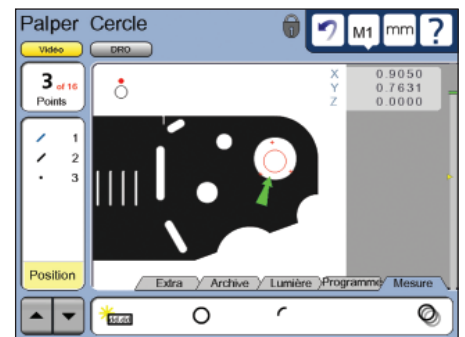 Palper Cercle
Video DRO
M1 mm ?
3 of 16
Points
X 0.9050
Y 0.7631
Z 0.0000
1
2
3
Position
Extra Archive Lumière Programme Mesure